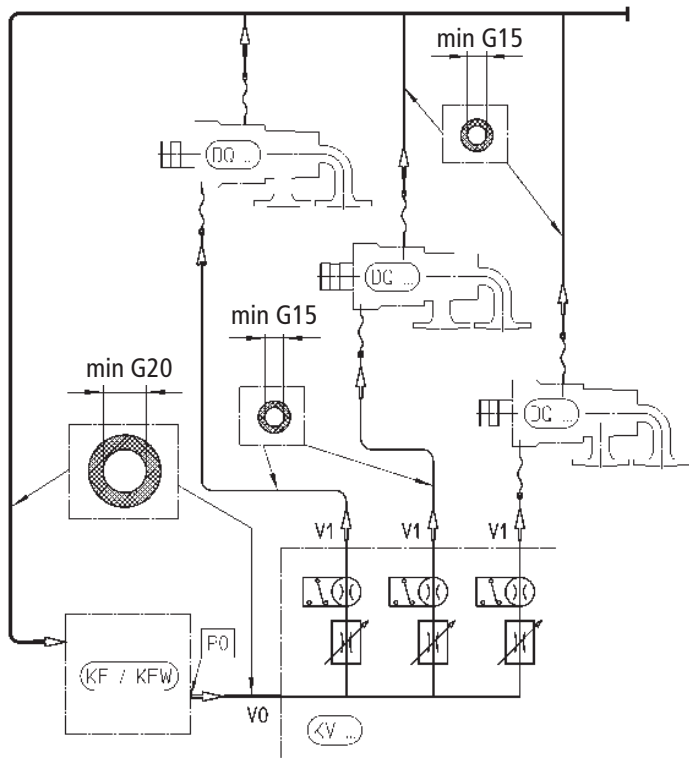 min G15
DQ ...
DQ ...
min G15
min G20
DQ ...
V1
V1
V1
P0
KF / KFW
V0
KV ...